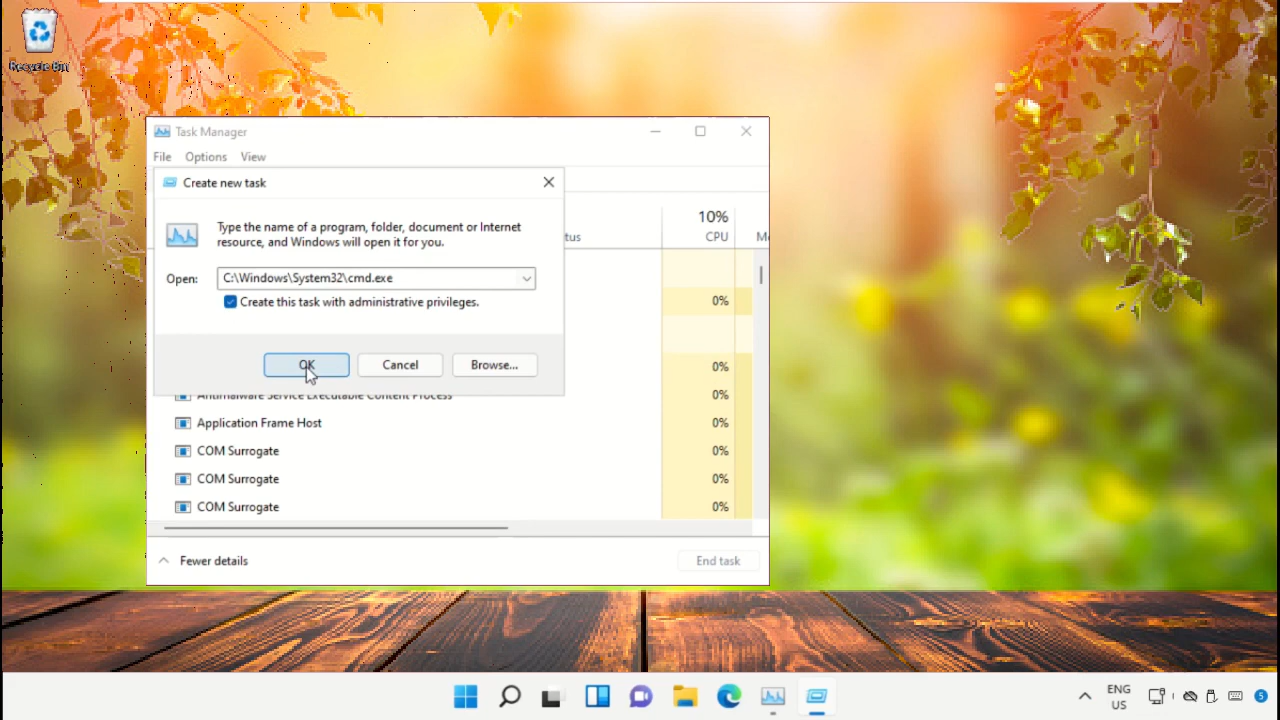 Recycle Bin
Task Manager
File Options View
Create new task
Type the name of a program, folder, document or Internet
resource, and Windows will open it for you.
Open: C:\Windows\System32\cmd.exe
Create this task with administrative privileges.
OK Cancel Browse...
tus
10%
CPU
0%
0%
Antimalware Service Executable Content Process 0%
Application Frame Host 0%
COM Surrogate 0%
COM Surrogate 0%
COM Surrogate 0%
Fewer details End task
ENG
US
5